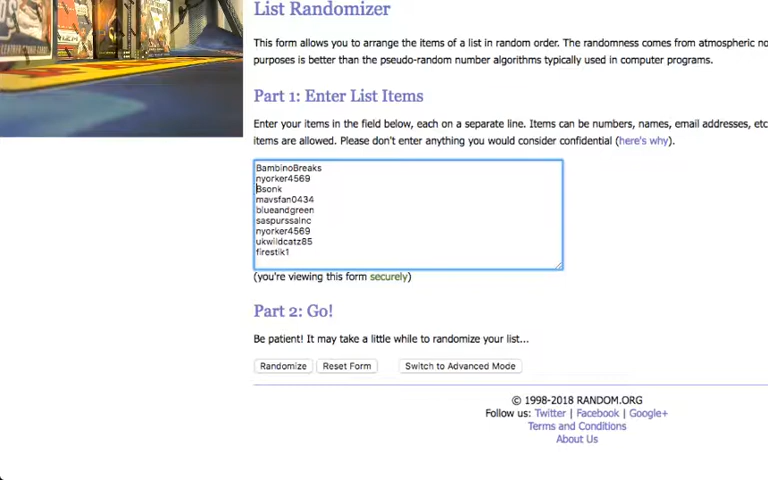 List Randomizer
This form allows you to arrange the items of a list in random order. The randomness comes from atmospheric no
purposes is better than the pseudo-random number algorithms typically used in computer programs.
Part 1: Enter List Items
Enter your items in the field below, each on a separate line. Items can be numbers, names, email addresses, etc
items are allowed. Please don't enter anything you would consider confidential (here's why).
BambinoBreaks
nyorker4569
Bsonk
mavsfan0434
blueandgreen
saspurssainc
nyorker4569
ukwildcatz85
firestik1
(you're viewing this form securely)
Part 2: Go!
Be patient! It may take a little while to randomize your list...
Randomize Reset Form Switch to Advanced Mode
© 1998-2018 RANDOM.ORG
Follow us: Twitter | Facebook | Google+
Terms and Conditions
About Us